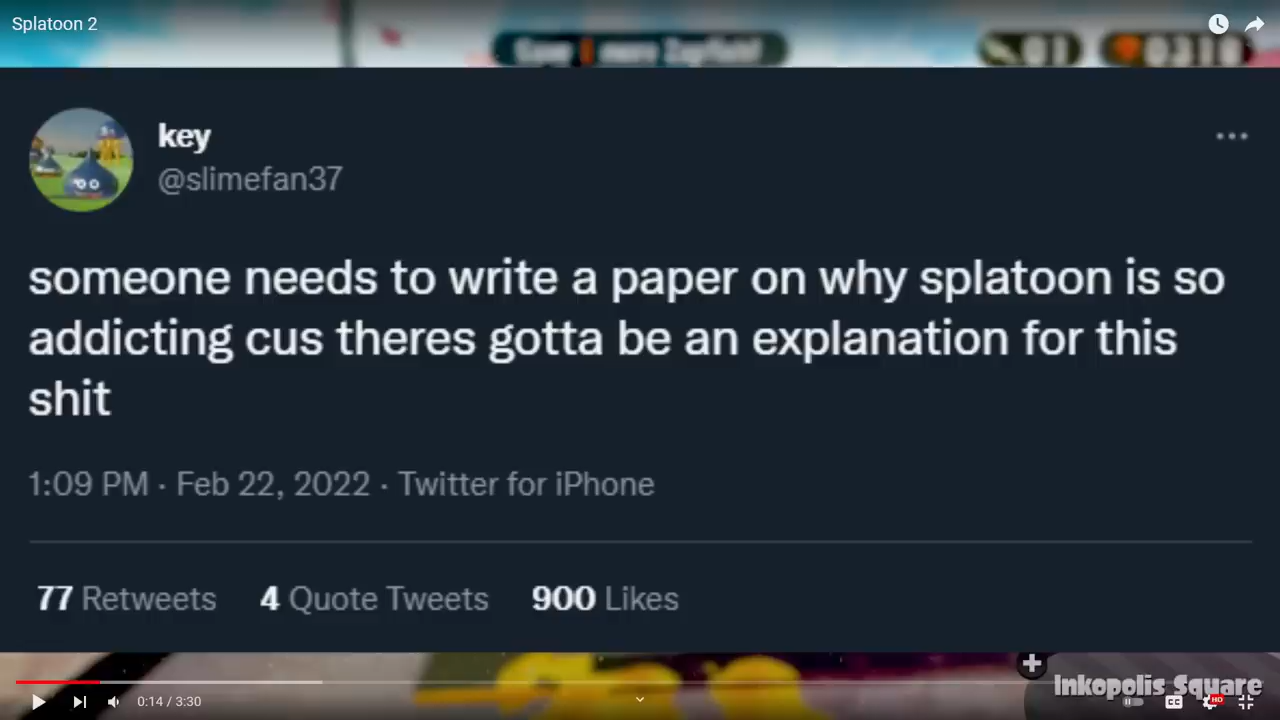 Splatoon 2
key
@slimefan37
someone needs to write a paper on why splatoon is so
addicting cus theres gotta be an explanation for this
shit
1:09 PM · Feb 22, 2022 · Twitter for iPhone
77 Retweets 4 Quote Tweets 900 Likes
Inkopolis Square
0:14 / 3:30
CC HD